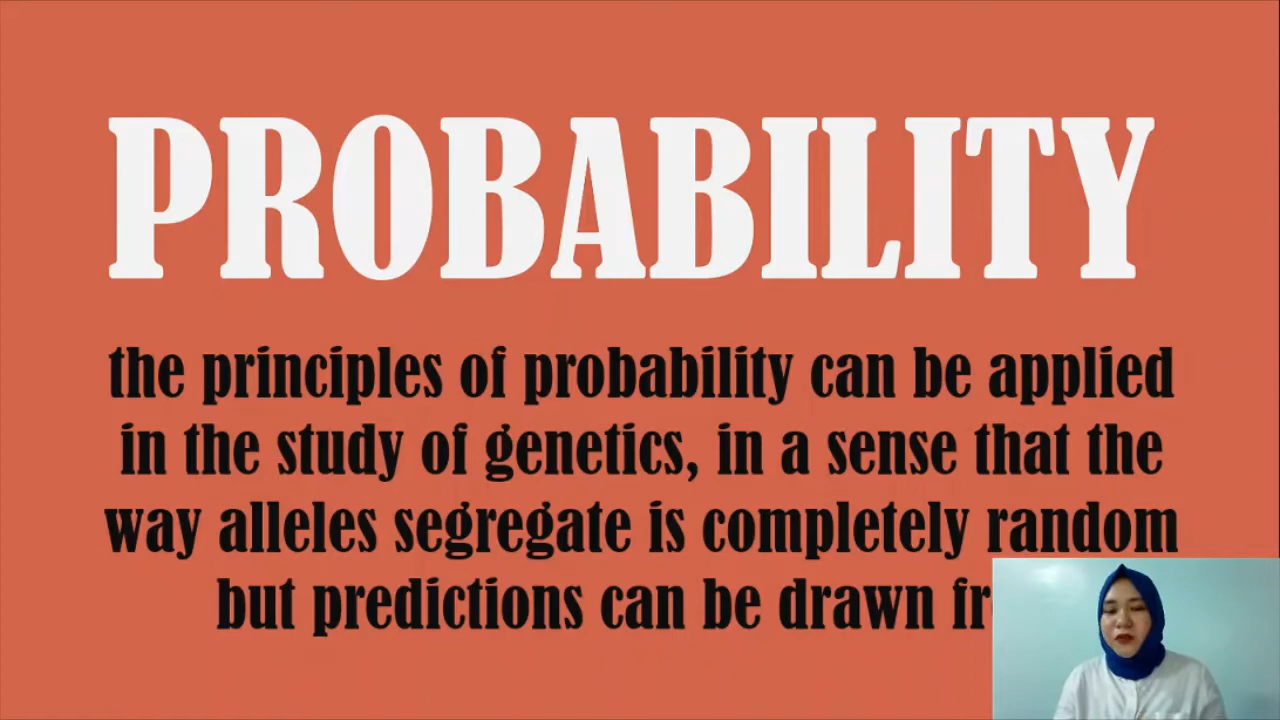 PROBABILITY
the principles of probability can be applied
in the study of genetics, in a sense that the
way alleles segregate is completely random
but predictions can be drawn